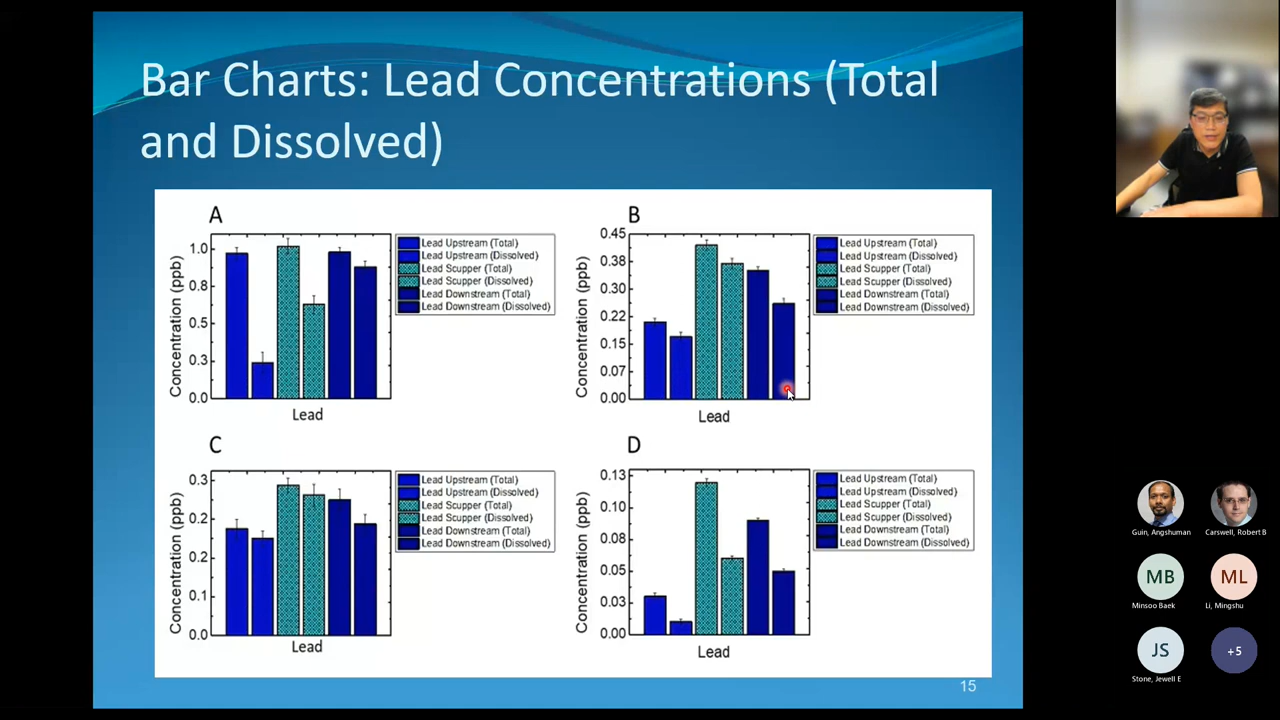 Bar Charts: Lead Concentrations (Total
and Dissolved)
A
Concentration (ppb)
1.0
0.8
0.5
0.3
0.0
Lead
Lead Upstream (Total)
Lead Upstream (Dissolved)
Lead Scupper (Total)
Lead Scupper (Dissolved)
Lead Downstream (Total)
Lead Downstream (Dissolved)
B
Concentration (ppb)
0.45
0.38
0.30
0.22
0.15
0.07
0.00
Lead
Lead Upstream (Total)
Lead Upstream (Dissolved)
Lead Scupper (Total)
Lead Scupper (Dissolved)
Lead Downstream (Total)
Lead Downstream (Dissolved)
C
Concentration (ppb)
0.3
0.2
0.2
0.1
0.0
Lead
Lead Upstream (Total)
Lead Upstream (Dissolved)
Lead Scupper (Total)
Lead Scupper (Dissolved)
Lead Downstream (Total)
Lead Downstream (Dissolved)
D
Concentration (ppb)
0.13
0.10
0.08
0.05
0.03
0.00
Lead
Lead Upstream (Total)
Lead Upstream (Dissolved)
Lead Scupper (Total)
Lead Scupper (Dissolved)
Lead Downstream (Total)
Lead Downstream (Dissolved)
15
Guin, Angshuman
Carswell, Robert B
MB
ML
Minsoo Baek
Li, Mingshu
JS
+5
Stone, Jewell E